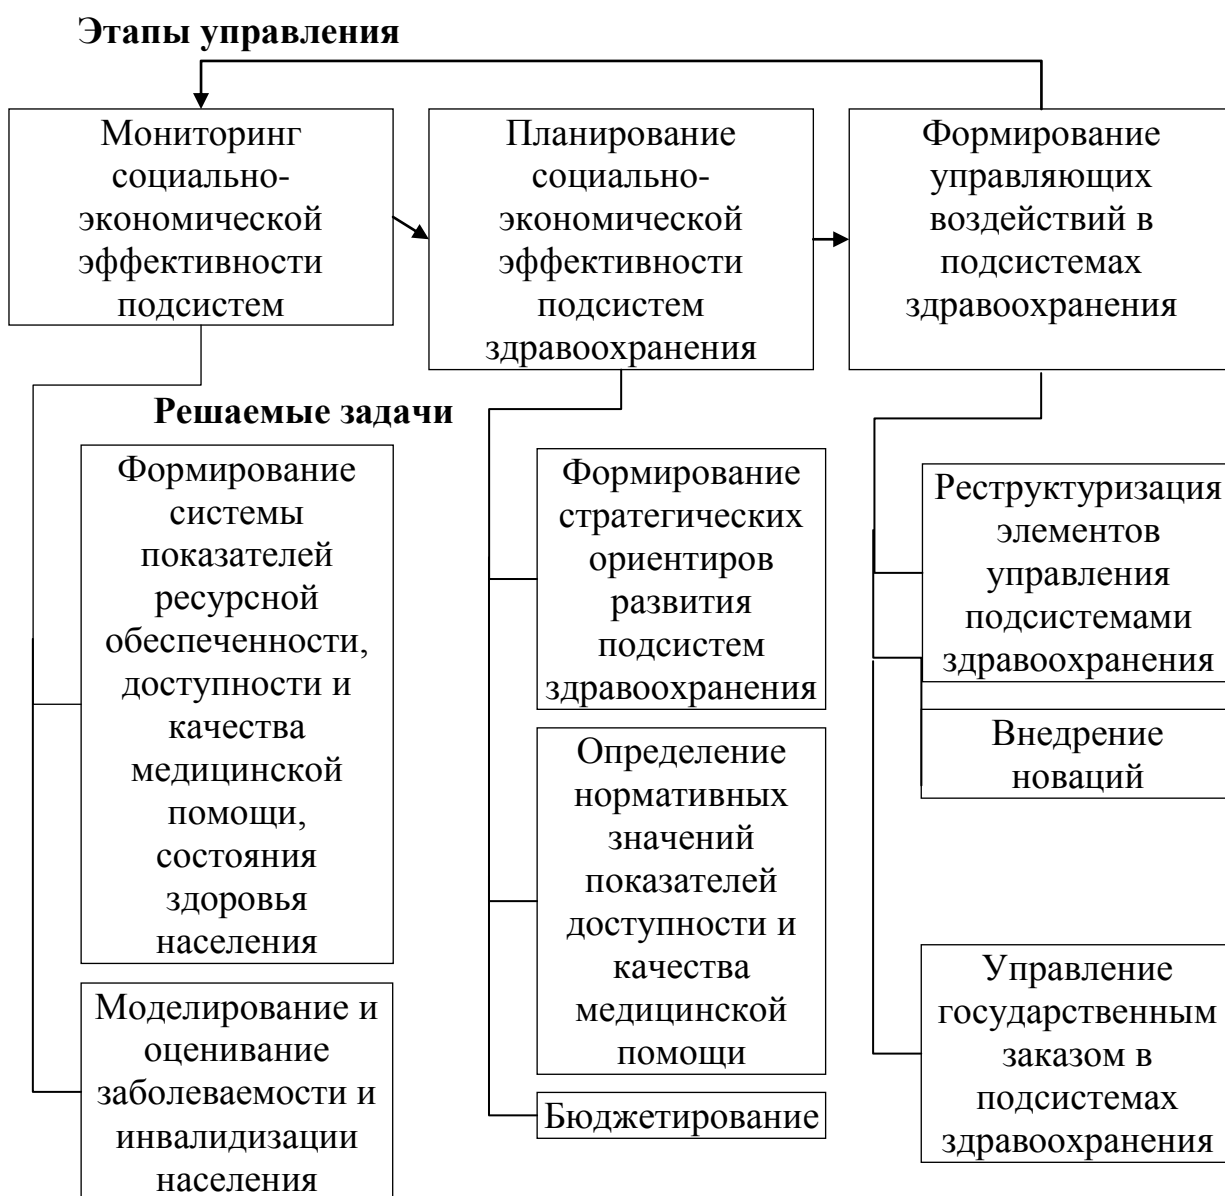 Этапы управления
Мониторинг
социально-
экономической
эффективности
подсистем
Планирование
социально-
экономической
эффективности
подсистем
здравоохранения
Формирование
управляющих
воздействий в
подсистемах
здравоохранения
Решаемые задачи
Формирование
системы
показателей
ресурсной
обеспеченности,
доступности и
качества
медицинской
помощи,
состояния
здоровья
населения
Моделирование и
оценивание
заболеваемости и
инвалидизации
населения
Формирование
стратегических
ориентиров
развития
подсистем
здравоохранения
Определение
нормативных
значений
показателей
доступности и
качества
медицинской
помощи
Бюджетирование
Реструктуризация
элементов
управления
подсистемами
здравоохранения
Внедрение
новаций
Управление
государственным
заказом в
подсистемах
здравоохранения